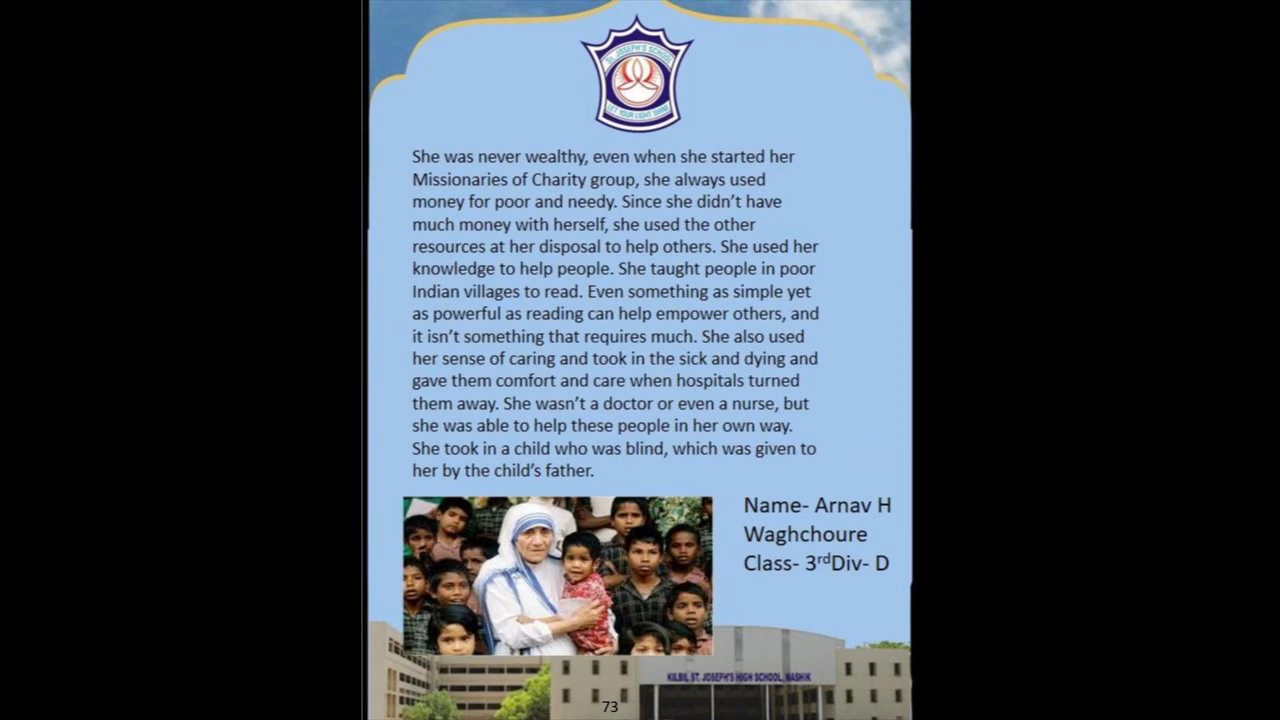 ST. JOSEPH'S SCHOOL
LET YOUR LIGHT SHINE
She was never wealthy, even when she started her
Missionaries of Charity group, she always used
money for poor and needy. Since she didn’t have
much money with herself, she used the other
resources at her disposal to help others. She used her
knowledge to help people. She taught people in poor
Indian villages to read. Even something as simple yet
as powerful as reading can help empower others, and
it isn’t something that requires much. She also used
her sense of caring and took in the sick and dying and
gave them comfort and care when hospitals turned
them away. She wasn’t a doctor or even a nurse, but
she was able to help these people in her own way.
She took in a child who was blind, which was given to
her by the child’s father.
Name- Arnav H
Waghchoure
Class- 3rdDiv- D
KILBIL ST. JOSEPH'S HIGH SCHOOL, NASHIK
73